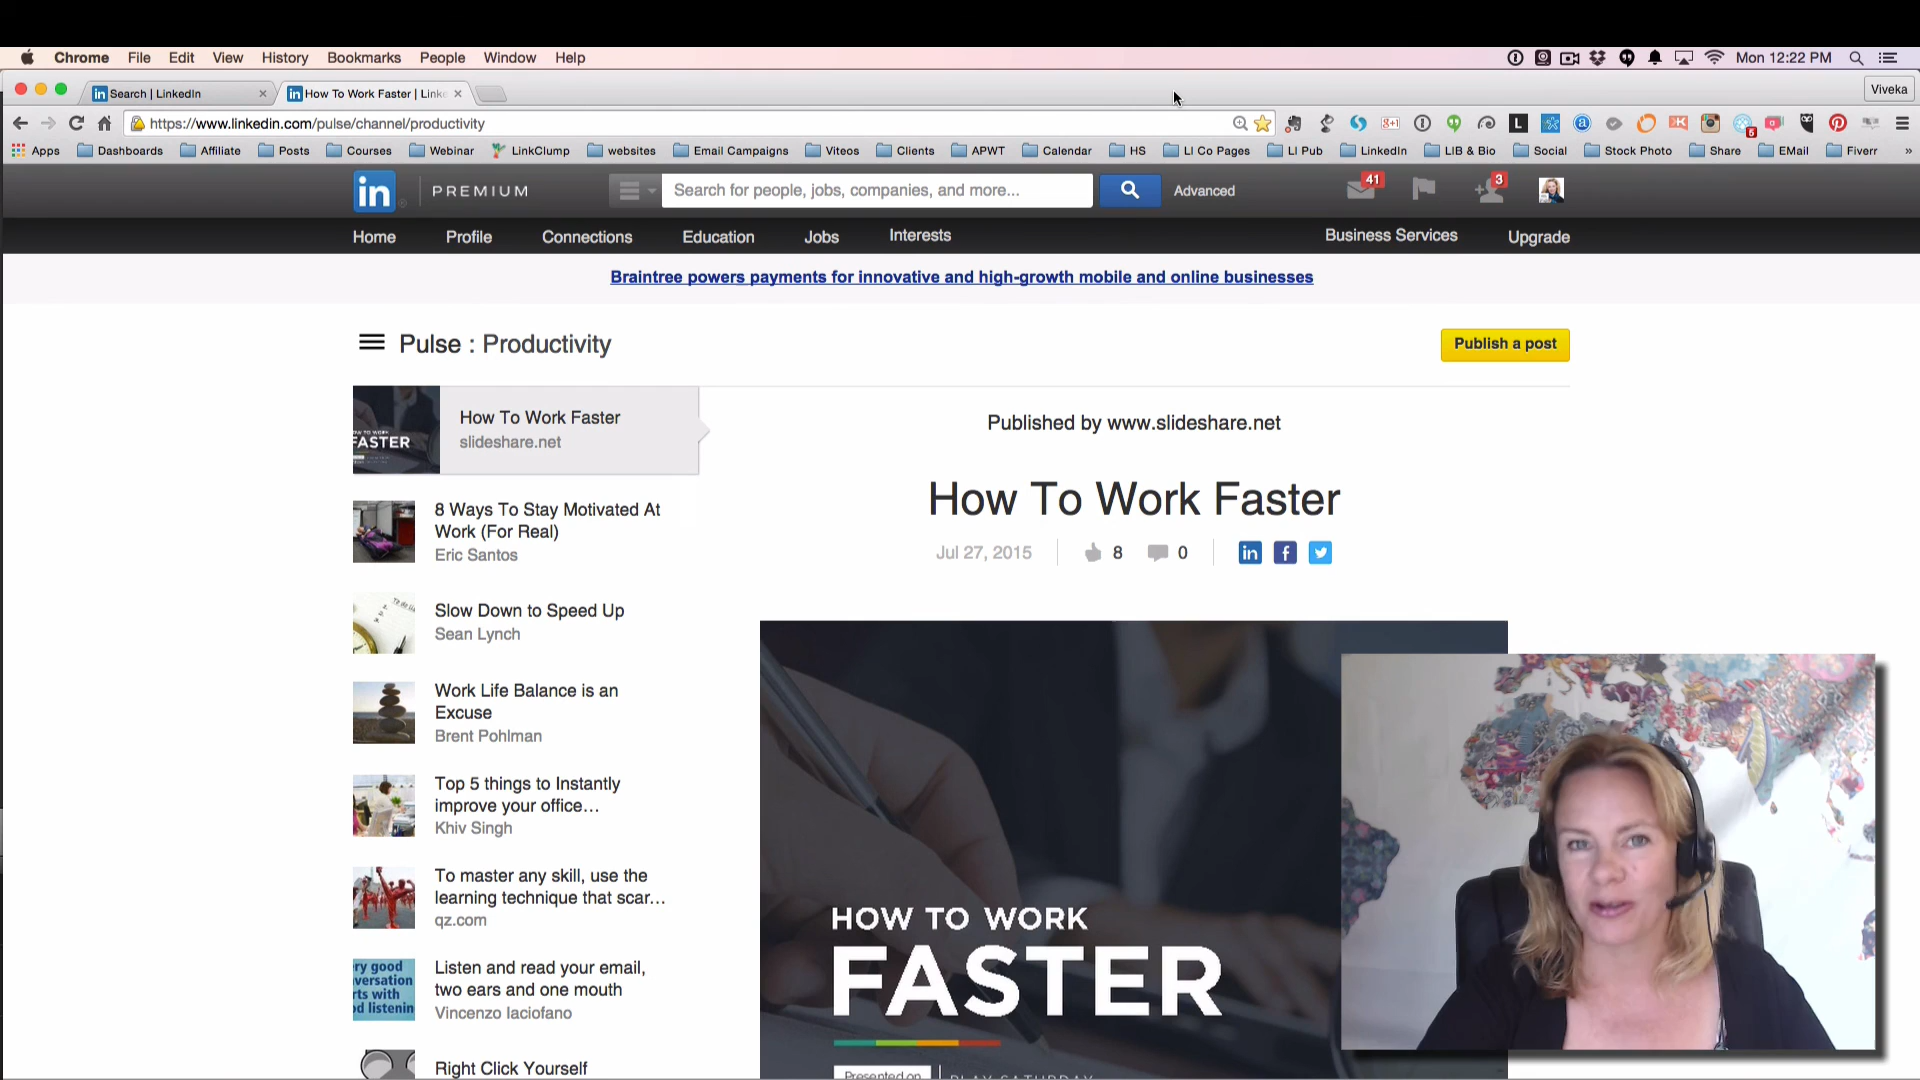 Chrome File Edit View History Bookmarks People Window Help Mon 12:22 PM
Search | LinkedIn
How To Work Faster | Link
Viveka
https://www.linkedin.com/pulse/channel/productivity
Apps Dashboards Affiliate Posts Courses Webinar LinkClump websites Email Campaigns Viteos Clients APWT Calendar HS LI Co Pages LI Pub LinkedIn LIB & Bio Social Stock Photo Share EMail Fiverr »
in PREMIUM
Search for people, jobs, companies, and more...
Advanced
41
3
Home Profile Connections Education Jobs Interests Business Services Upgrade
Braintree powers payments for innovative and high-growth mobile and online businesses
Pulse : Productivity
Publish a post
How To Work Faster
slideshare.net
8 Ways To Stay Motivated At
Work (For Real)
Eric Santos
Slow Down to Speed Up
Sean Lynch
Work Life Balance is an
Excuse
Brent Pohlman
Top 5 things to Instantly
improve your office…
Khiv Singh
To master any skill, use the
learning technique that scar…
qz.com
Listen and read your email,
two ears and one mouth
Vincenzo Iaciofano
Right Click Yourself
Published by www.slideshare.net
How To Work Faster
Jul 27, 2015 8 0
HOW TO WORK
FASTER
Presented on
PLAY SATURDAY